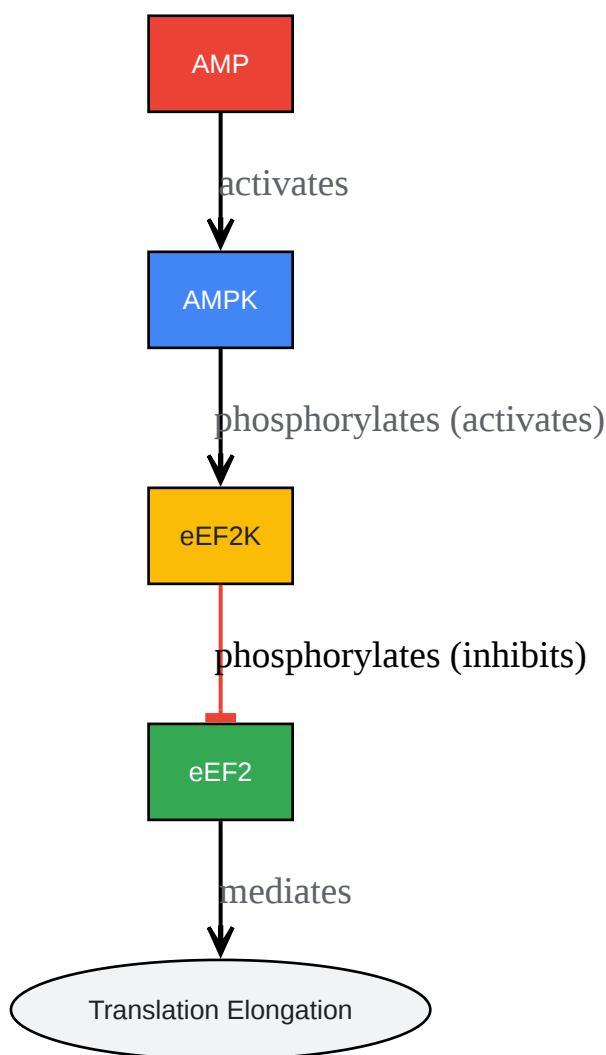 AMP
activates
AMPK
phosphorylates (activates)
eEF2K
phosphorylates (inhibits)
eEF2
mediates
Translation Elongation